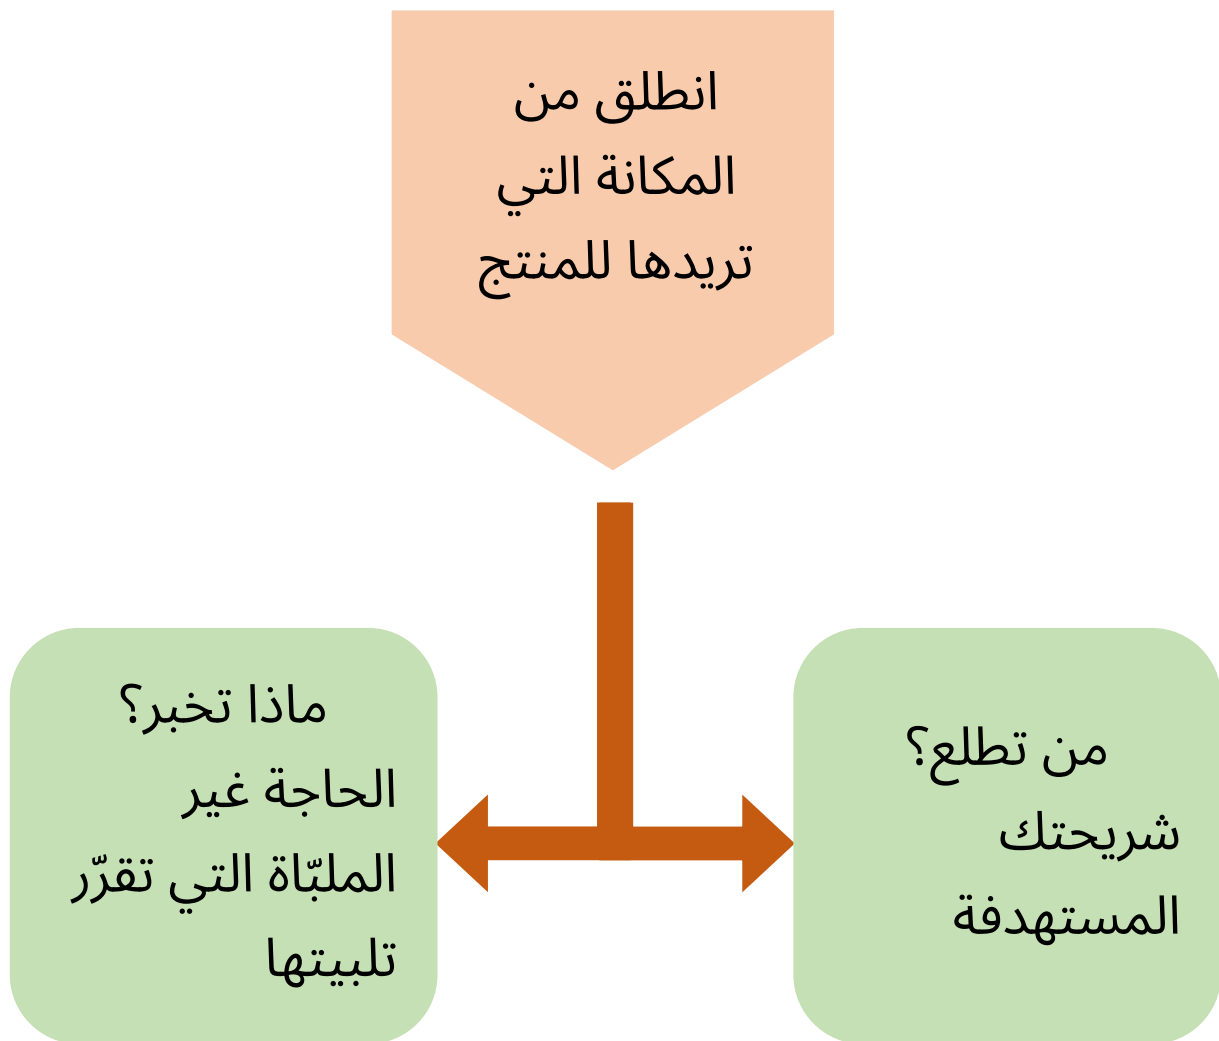 انطلق من
المكانة التي
تريدها للمنتج
من تطلع؟
شريحتك
المستهدفة
ماذا تخبر؟
الحاجة غير
الملبّاة التي تقرّر
تلبيتها